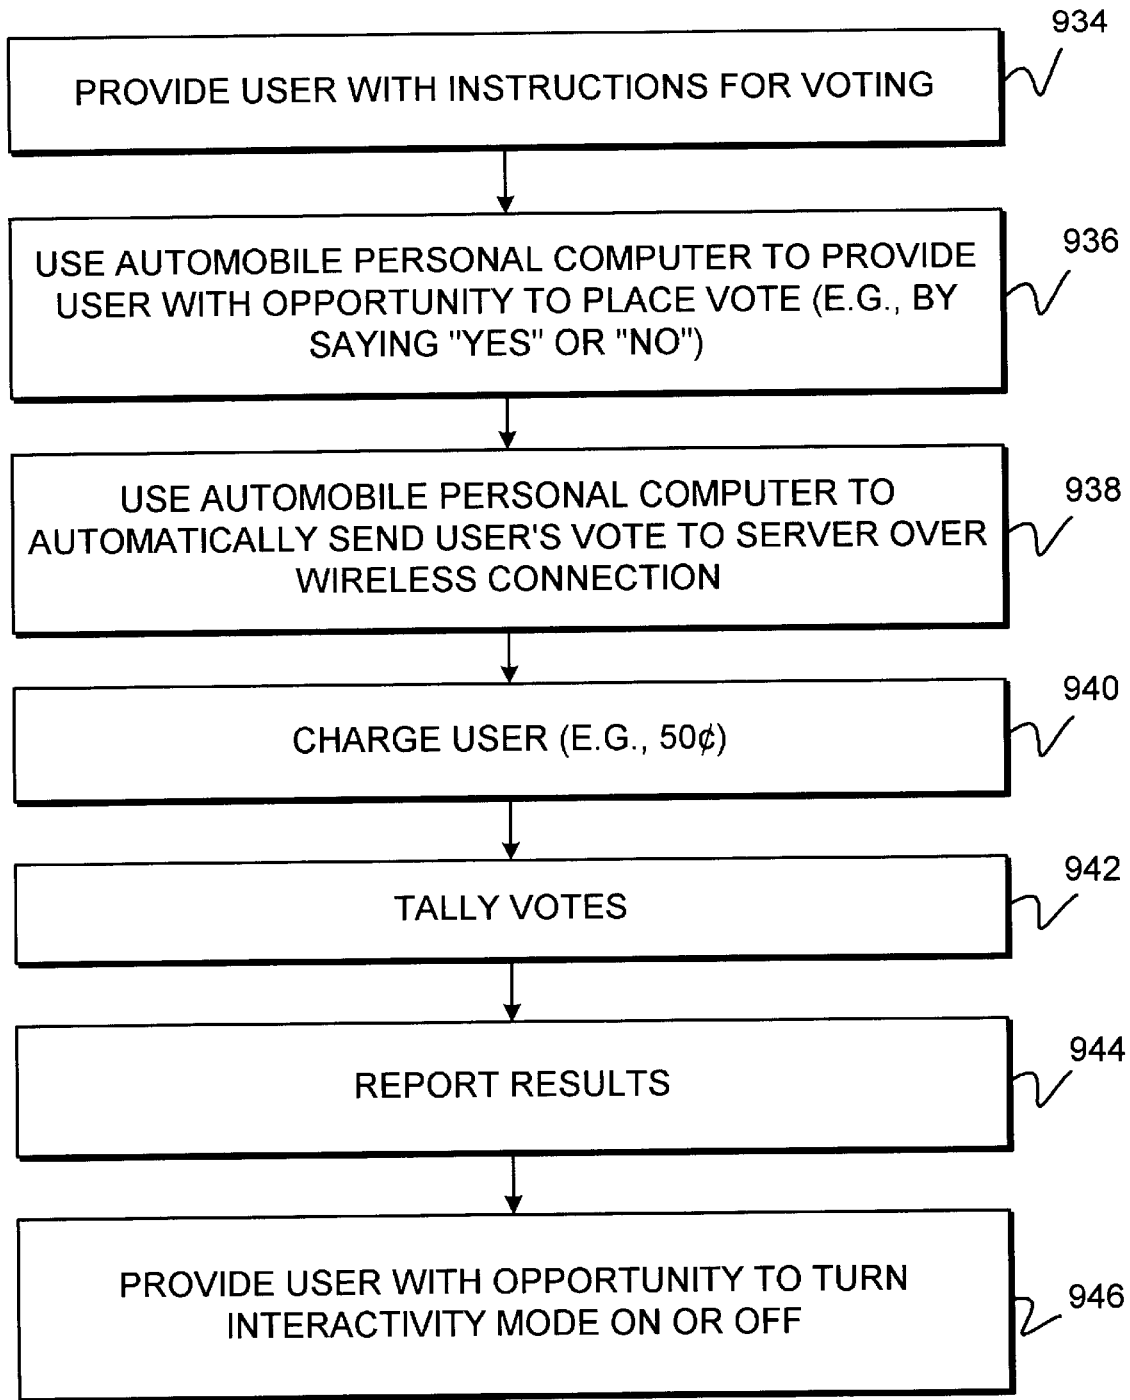 934
PROVIDE USER WITH INSTRUCTIONS FOR VOTING
936
USE AUTOMOBILE PERSONAL COMPUTER TO PROVIDE
USER WITH OPPORTUNITY TO PLACE VOTE (E.G., BY
SAYING "YES" OR "NO")
938
USE AUTOMOBILE PERSONAL COMPUTER TO
AUTOMATICALLY SEND USER'S VOTE TO SERVER OVER
WIRELESS CONNECTION
940
CHARGE USER (E.G., 50¢)
942
TALLY VOTES
944
REPORT RESULTS
946
PROVIDE USER WITH OPPORTUNITY TO TURN
INTERACTIVITY MODE ON OR OFF